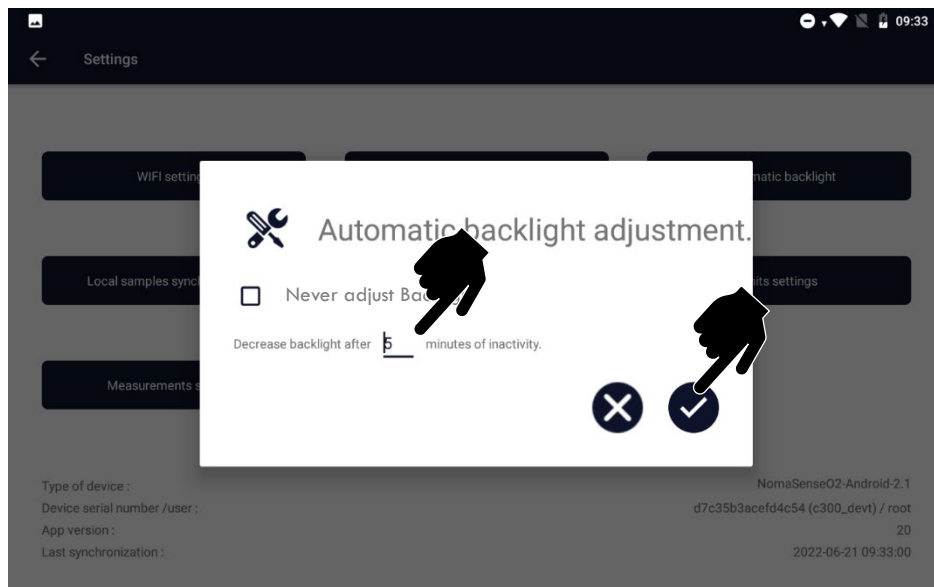 09:33
Settings
WIFI setting
matic backlight
Automatic backlight adjustment.
Local samples synch
its settings
Never adjust
Decrease backlight after 5 minutes of inactivity.
Measurements s
Type of device : NomaSenseO2-Android-2.1
Device serial number /user : d7c35b3acefd4c54 (c300_devt) / root
App version : 20
Last synchronization : 2022-06-21 09:33:00